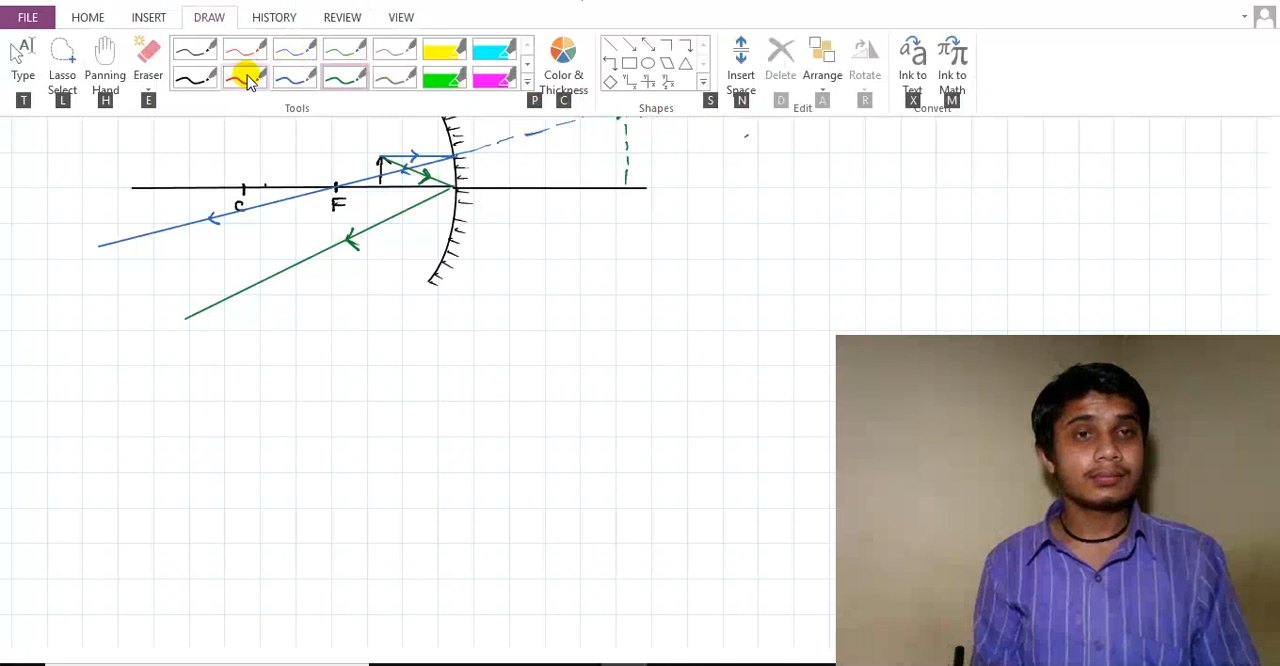 FILE HOME INSERT DRAW HISTORY REVIEW VIEW
Type Lasso Select Panning Hand Eraser Color & Thickness Insert Space Delete Arrange Rotate Ink to Text Ink to Math
T L H E P C S N D A R X M
Tools Shapes Edit Convert
C F